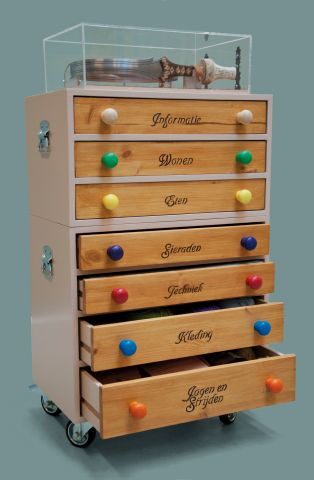 Informatie
Wonen
Eten
Sieraden
Techniek
Kleding
Jagen en
Strijden